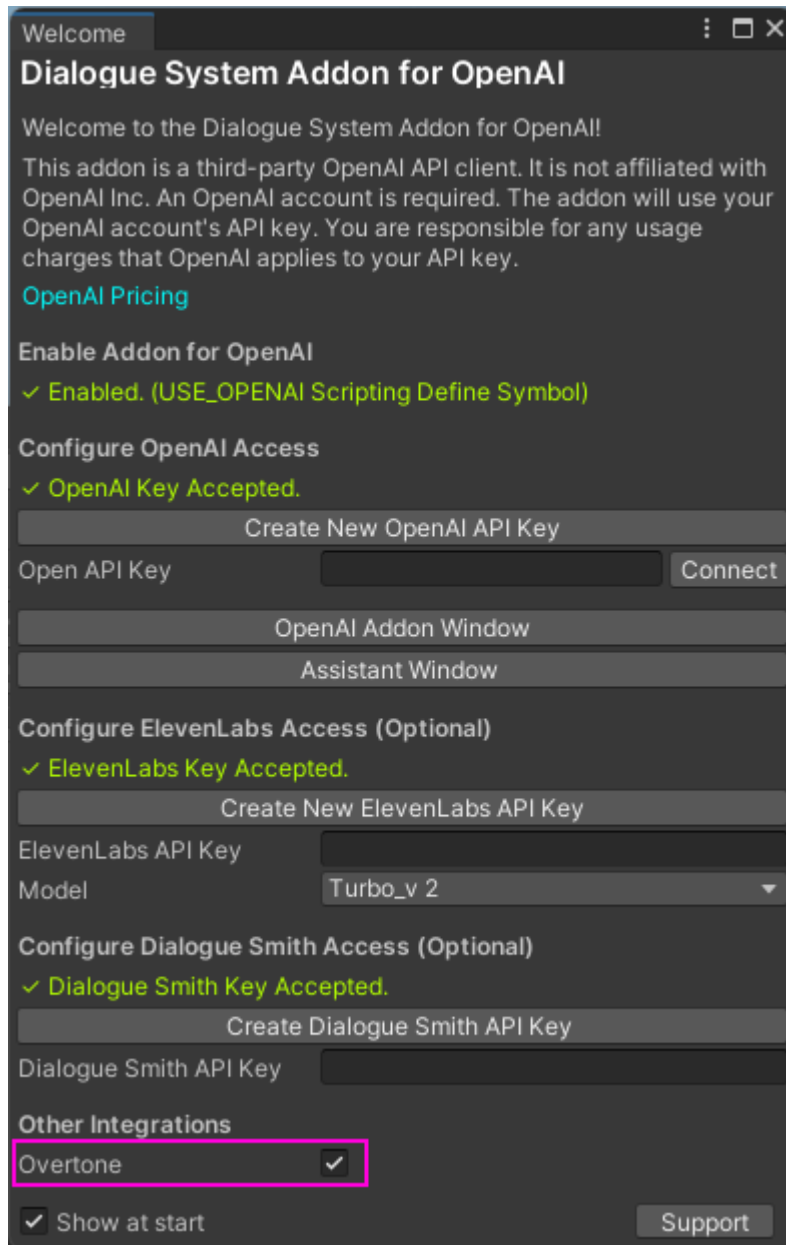 Welcome
Dialogue System Addon for OpenAI
Welcome to the Dialogue System Addon for OpenAI!
This addon is a third-party OpenAI API client. It is not affiliated with
OpenAI Inc. An OpenAI account is required. The addon will use your
OpenAI account's API key. You are responsible for any usage
charges that OpenAI applies to your API key.
OpenAI Pricing
Enable Addon for OpenAI
✓ Enabled. (USE_OPENAI Scripting Define Symbol)
Configure OpenAI Access
✓ OpenAI Key Accepted.
Create New OpenAI API Key
Open API Key Connect
OpenAI Addon Window
Assistant Window
Configure ElevenLabs Access (Optional)
✓ ElevenLabs Key Accepted.
Create New ElevenLabs API Key
ElevenLabs API Key
Model Turbo_v 2
Configure Dialogue Smith Access (Optional)
✓ Dialogue Smith Key Accepted.
Create Dialogue Smith API Key
Dialogue Smith API Key
Other Integrations
Overtone
Show at start Support